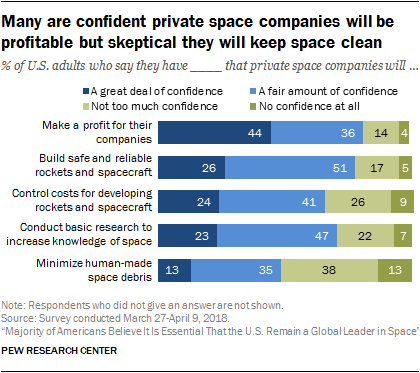 Many are confident private space companies will be
profitable but skeptical they will keep space clean
% of U.S. adults who say they have _____ that private space companies will ...
A great deal of confidence
A fair amount of confidence
Not too much confidence
No confidence at all
Make a profit for their
companies
44 36 14 4
Build safe and reliable
rockets and spacecraft
26 51 17 5
Control costs for developing
rockets and spacecraft
24 41 26 9
Conduct basic research to
increase knowledge of space
23 47 22 7
Minimize human-made
space debris
13 35 38 13
Note: Respondents who did not give an answer are not shown.
Source: Survey conducted March 27-April 9, 2018.
“Majority of Americans Believe It Is Essential That the U.S. Remain a Global Leader in Space”
PEW RESEARCH CENTER